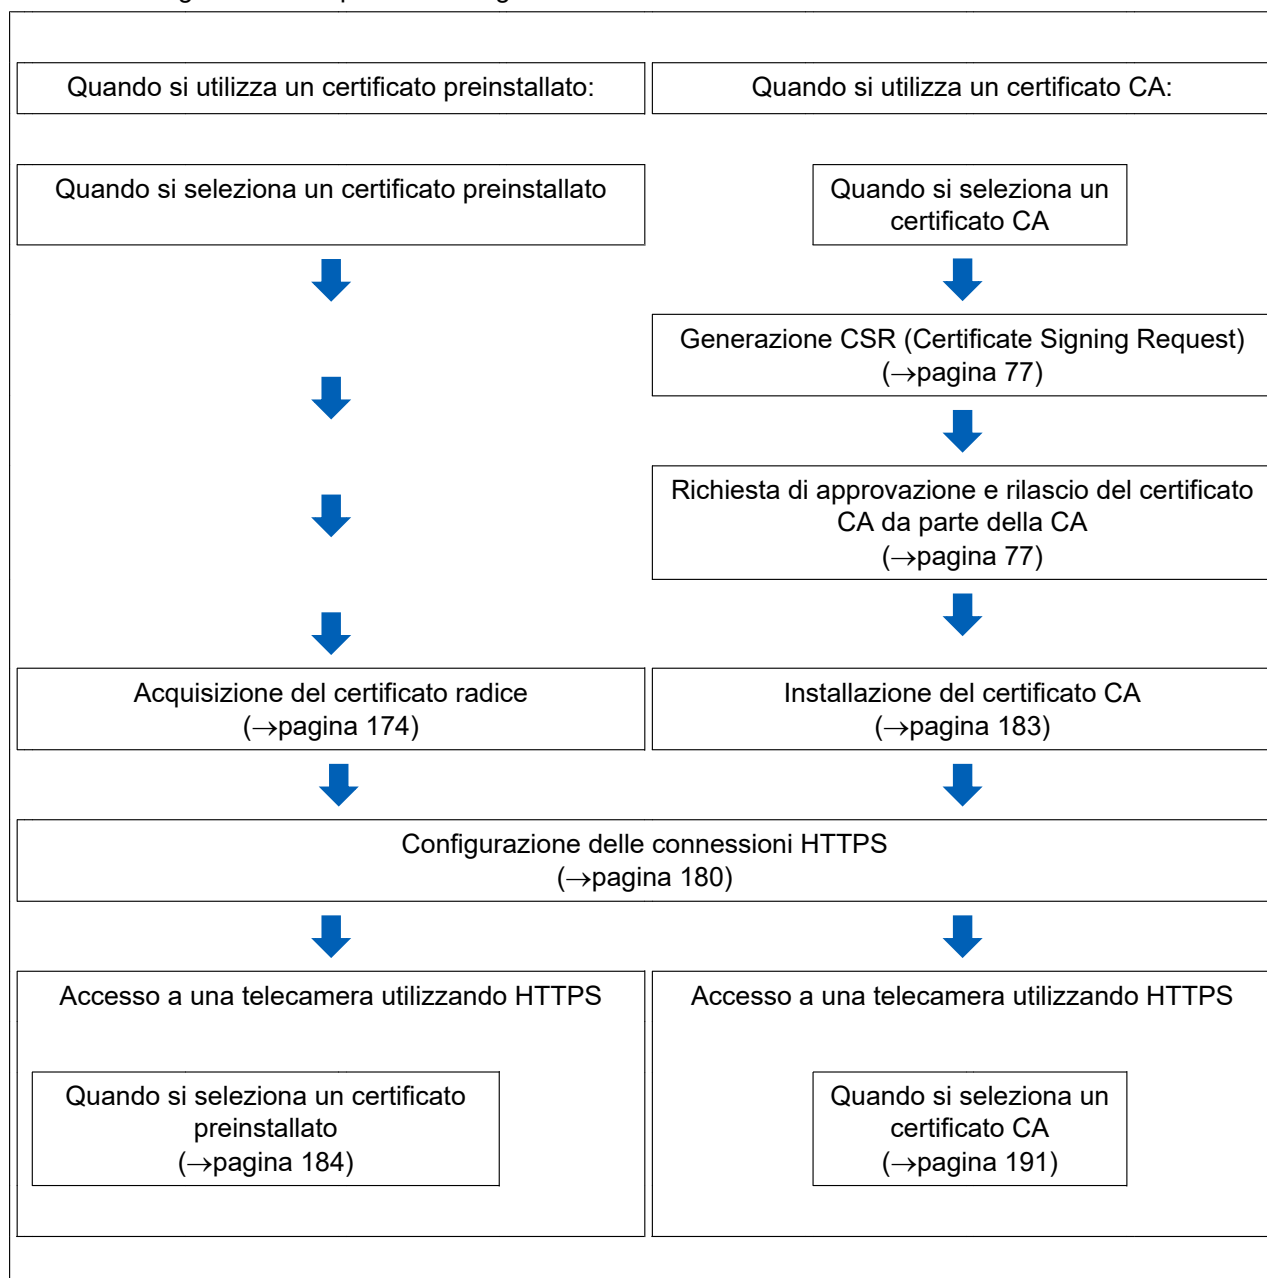 Quando si utilizza un certificato preinstallato:
Quando si utilizza un certificato CA:
Quando si seleziona un certificato preinstallato
Quando si seleziona un
certificato CA
Generazione CSR (Certificate Signing Request)
(→pagina 77)
Richiesta di approvazione e rilascio del certificato
CA da parte della CA
(→pagina 77)
Acquisizione del certificato radice
(→pagina 174)
Installazione del certificato CA
(→pagina 183)
Configurazione delle connessioni HTTPS
(→pagina 180)
Accesso a una telecamera utilizzando HTTPS
Quando si seleziona un certificato
preinstallato
(→pagina 184)
Accesso a una telecamera utilizzando HTTPS
Quando si seleziona un
certificato CA
(→pagina 191)